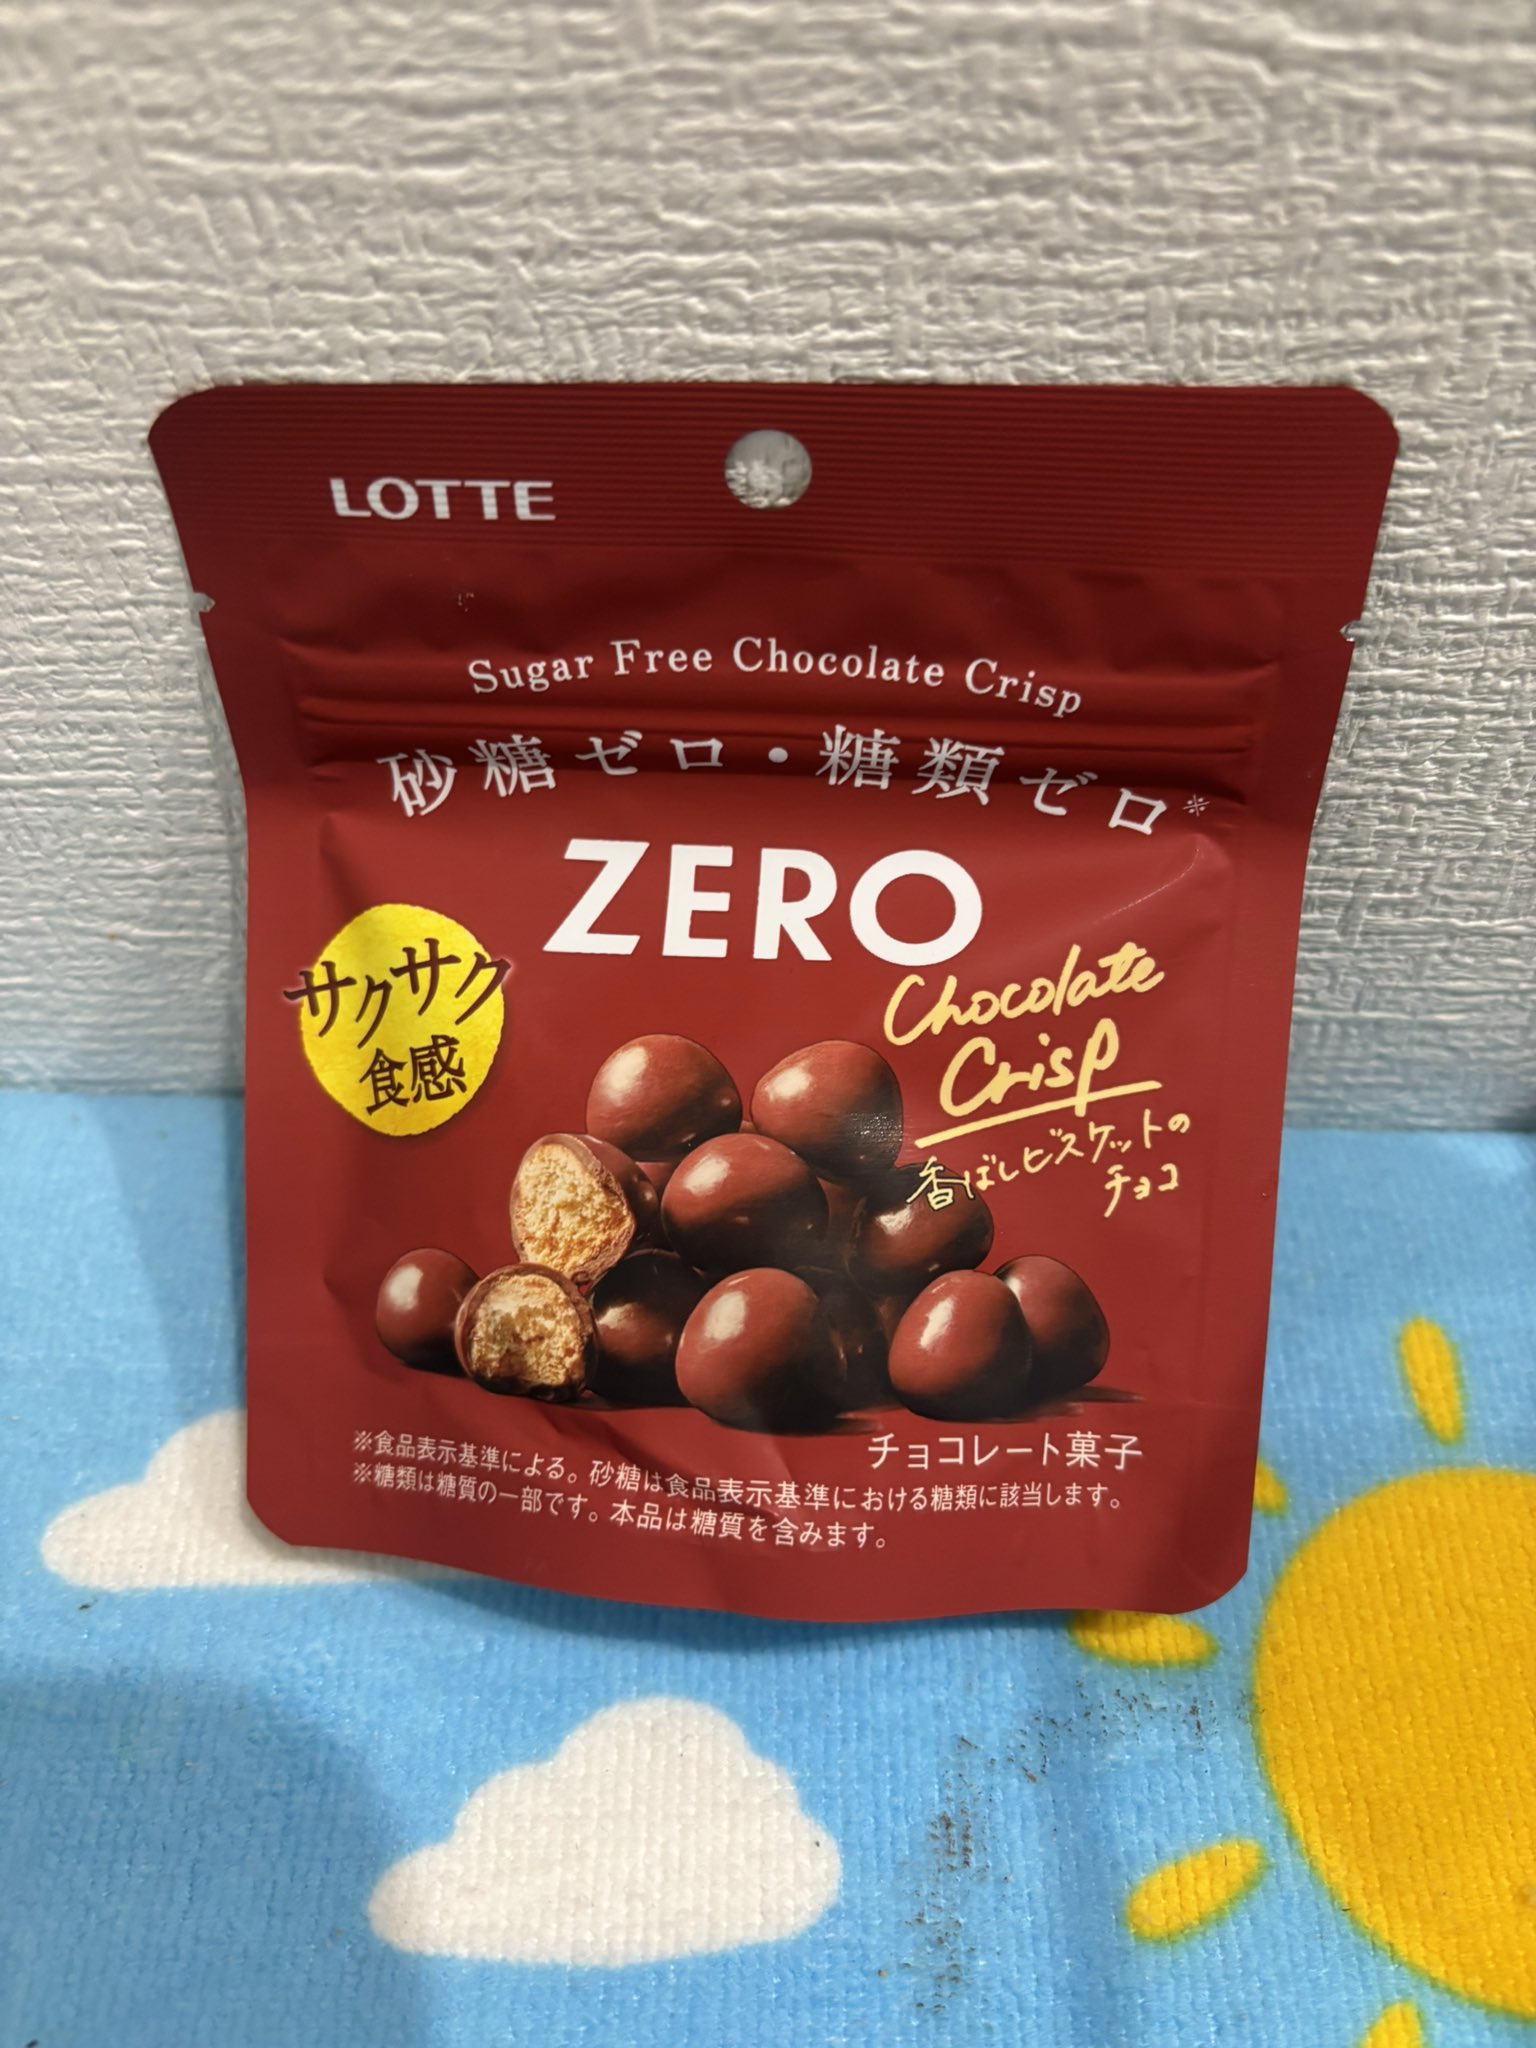 LOTTE
Sugar Free Chocolate Crisp
砂糖ゼロ・糖類ゼロ※
ZERO
サクサク
食感
Chocolate
Crisp
香ばしビスケットの
チョコ
チョコレート菓子
※食品表示基準による。砂糖は食品表示基準における糖類に該当します。
※糖類は糖質の一部です。本品は糖質を含みます。